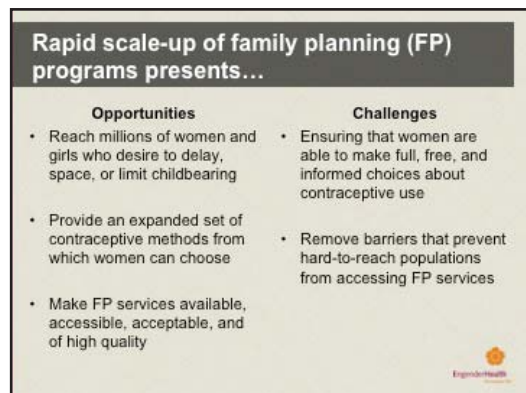 Rapid scale-up of family planning (FP)
programs presents…
Opportunities
• Reach millions of women and
girls who desire to delay,
space, or limit childbearing
• Provide an expanded set of
contraceptive methods from
which women can choose
• Make FP services available,
accessible, acceptable, and
of high quality
Challenges
• Ensuring that women are
able to make full, free, and
informed choices about
contraceptive use
• Remove barriers that prevent
hard-to-reach populations
from accessing FP services
EngenderHealth